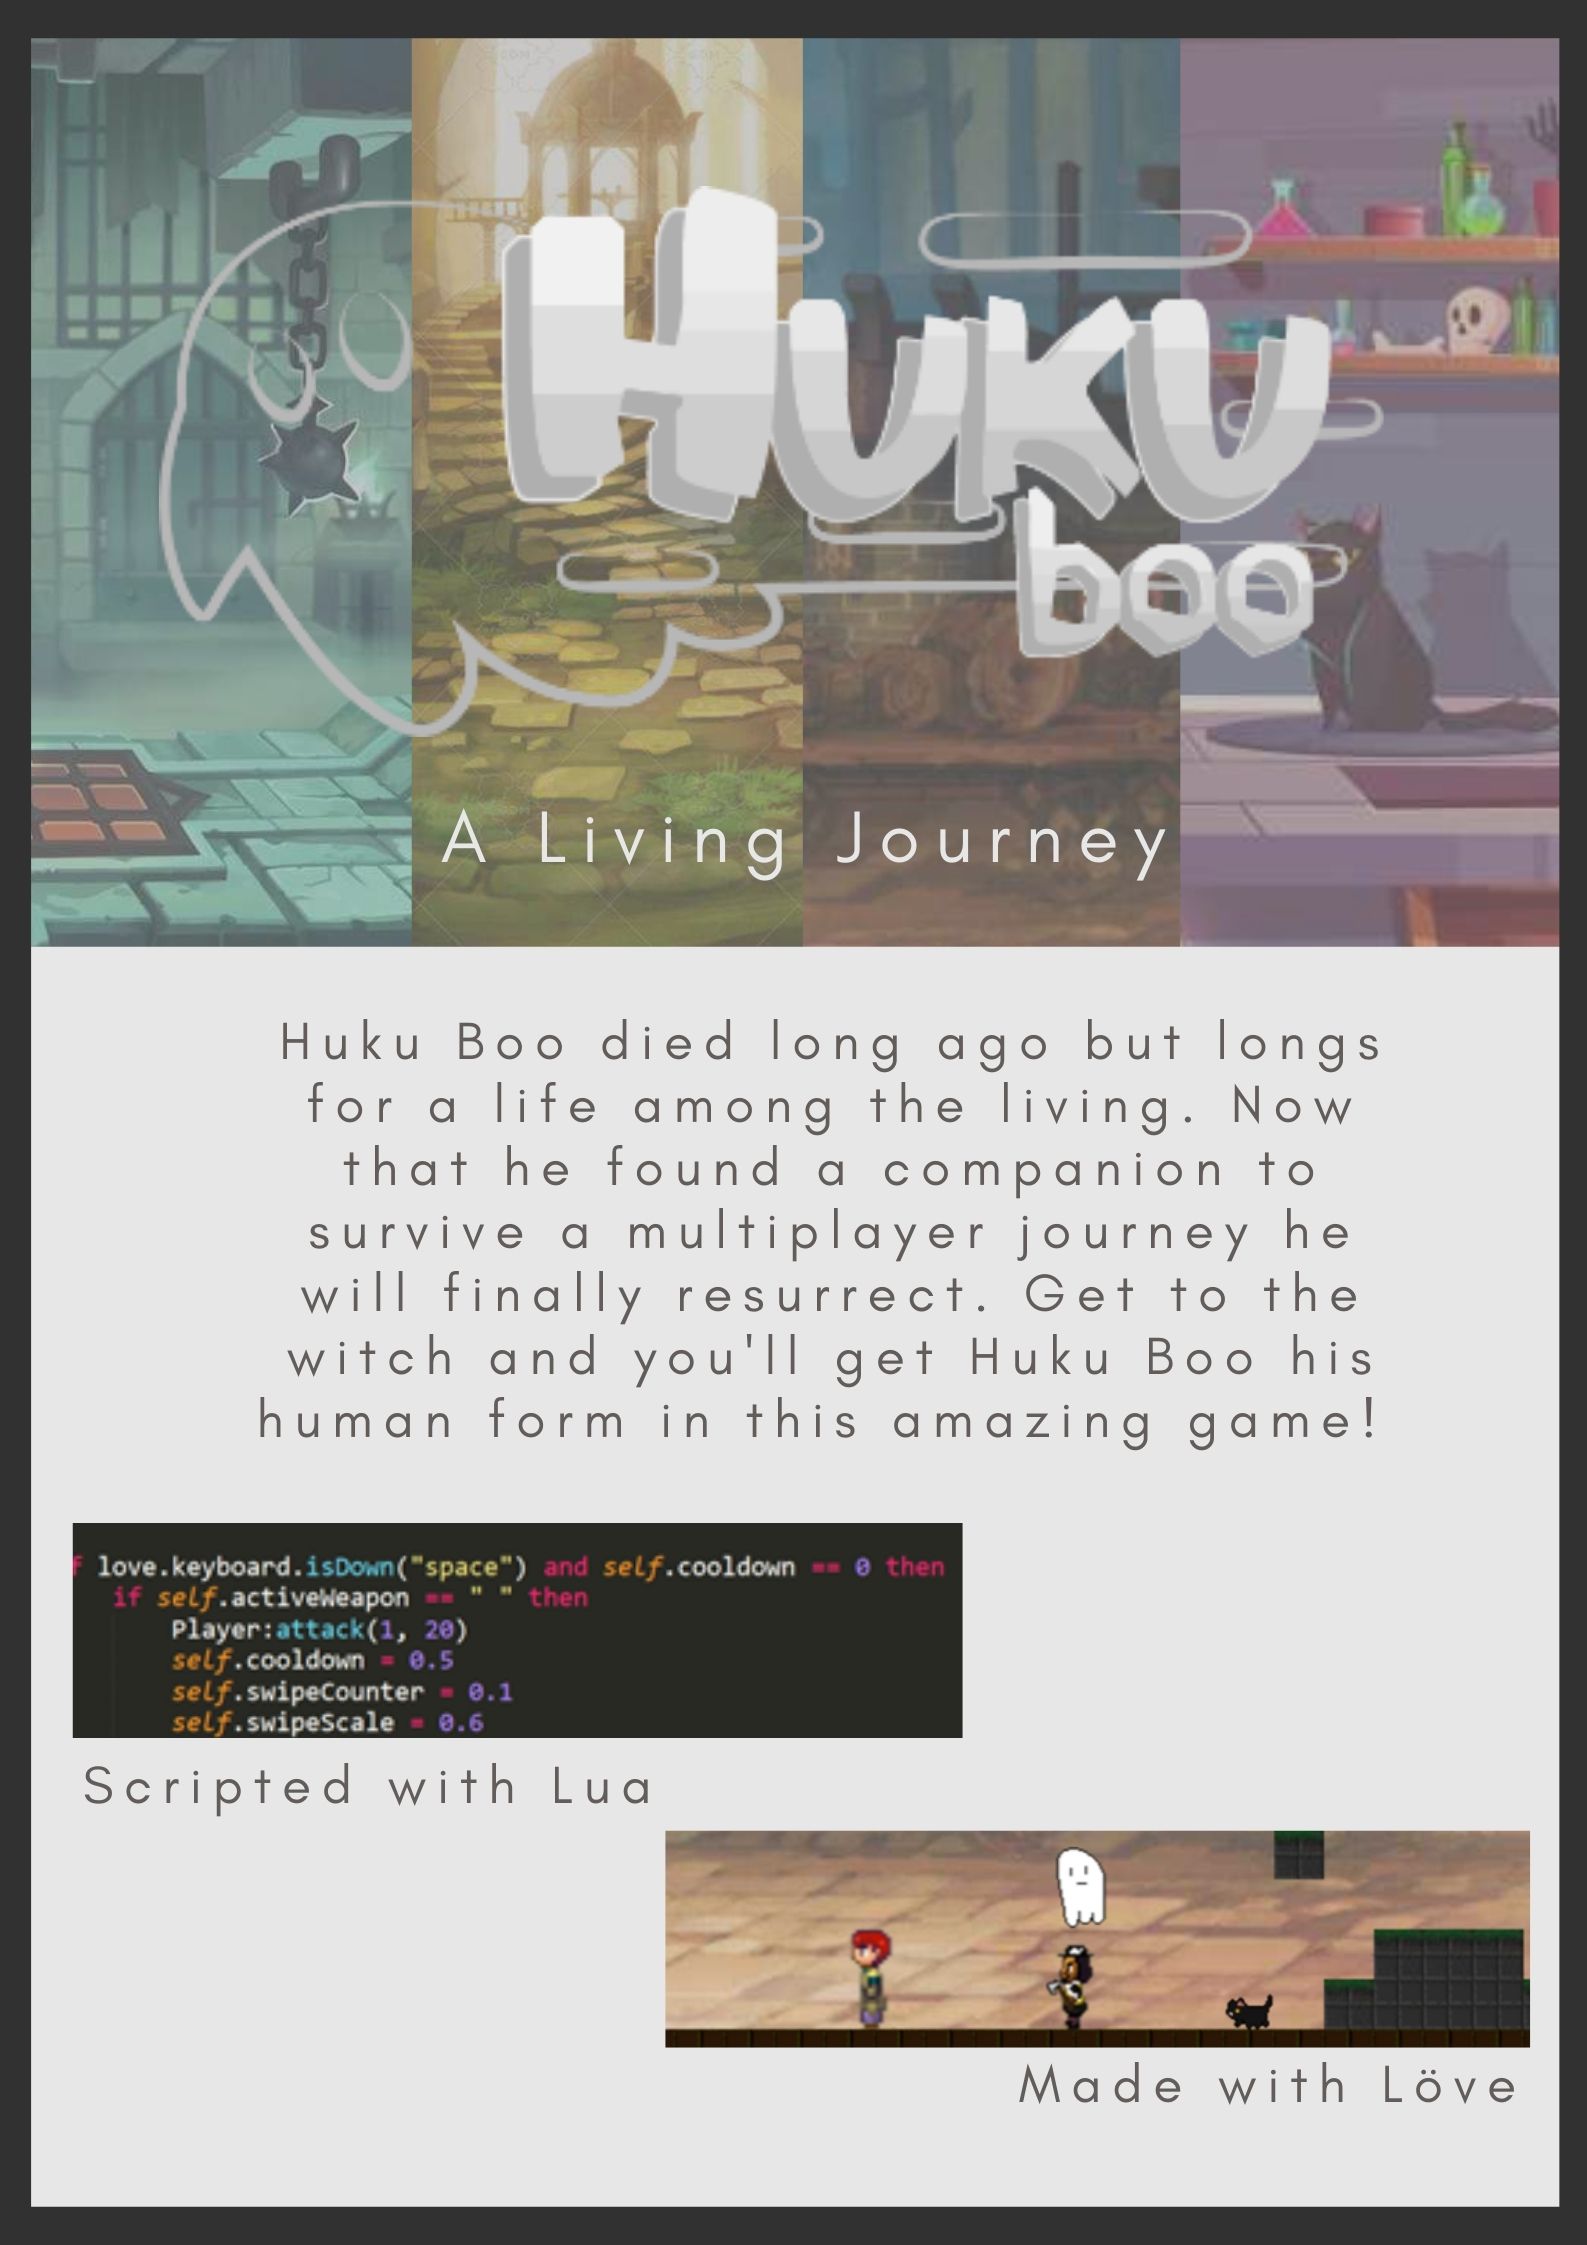 Huku
boo
A Living Journey
Huku Boo died long ago but longs
for a life among the living. Now
that he found a companion to
survive a multiplayer journey he
will finally resurrect. Get to the
witch and you'll get Huku Boo his
human form in this amazing game!
f love.keyboard.isDown("space") and self.cooldown == 0 then
if self.activeWeapon == " " then
Player:attack(1, 20)
self.cooldown = 0.5
self.swipeCounter = 0.1
self.swipeScale = 0.6
Scripted with Lua
Made with Löve